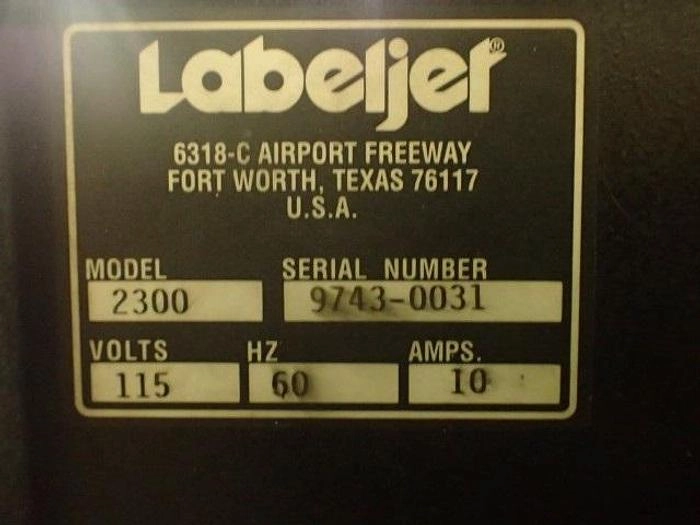 Labeljet®
6318-C AIRPORT FREEWAY
FORT WORTH, TEXAS 76117
U.S.A.
MODEL SERIAL NUMBER
2300 9743-0031
VOLTS HZ AMPS.
115 60 10